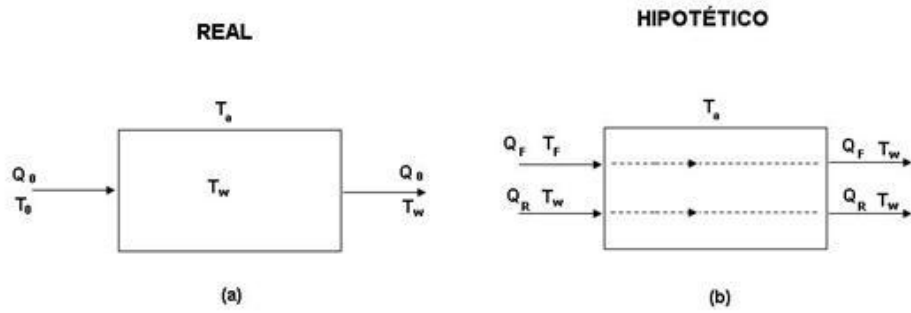 REAL
Ta
Q0
T0
Tw
Q0
Tw
(a)
HIPOTÉTICO
Ta
QF TF
QR Tw
QF Tw
QR Tw
(b)